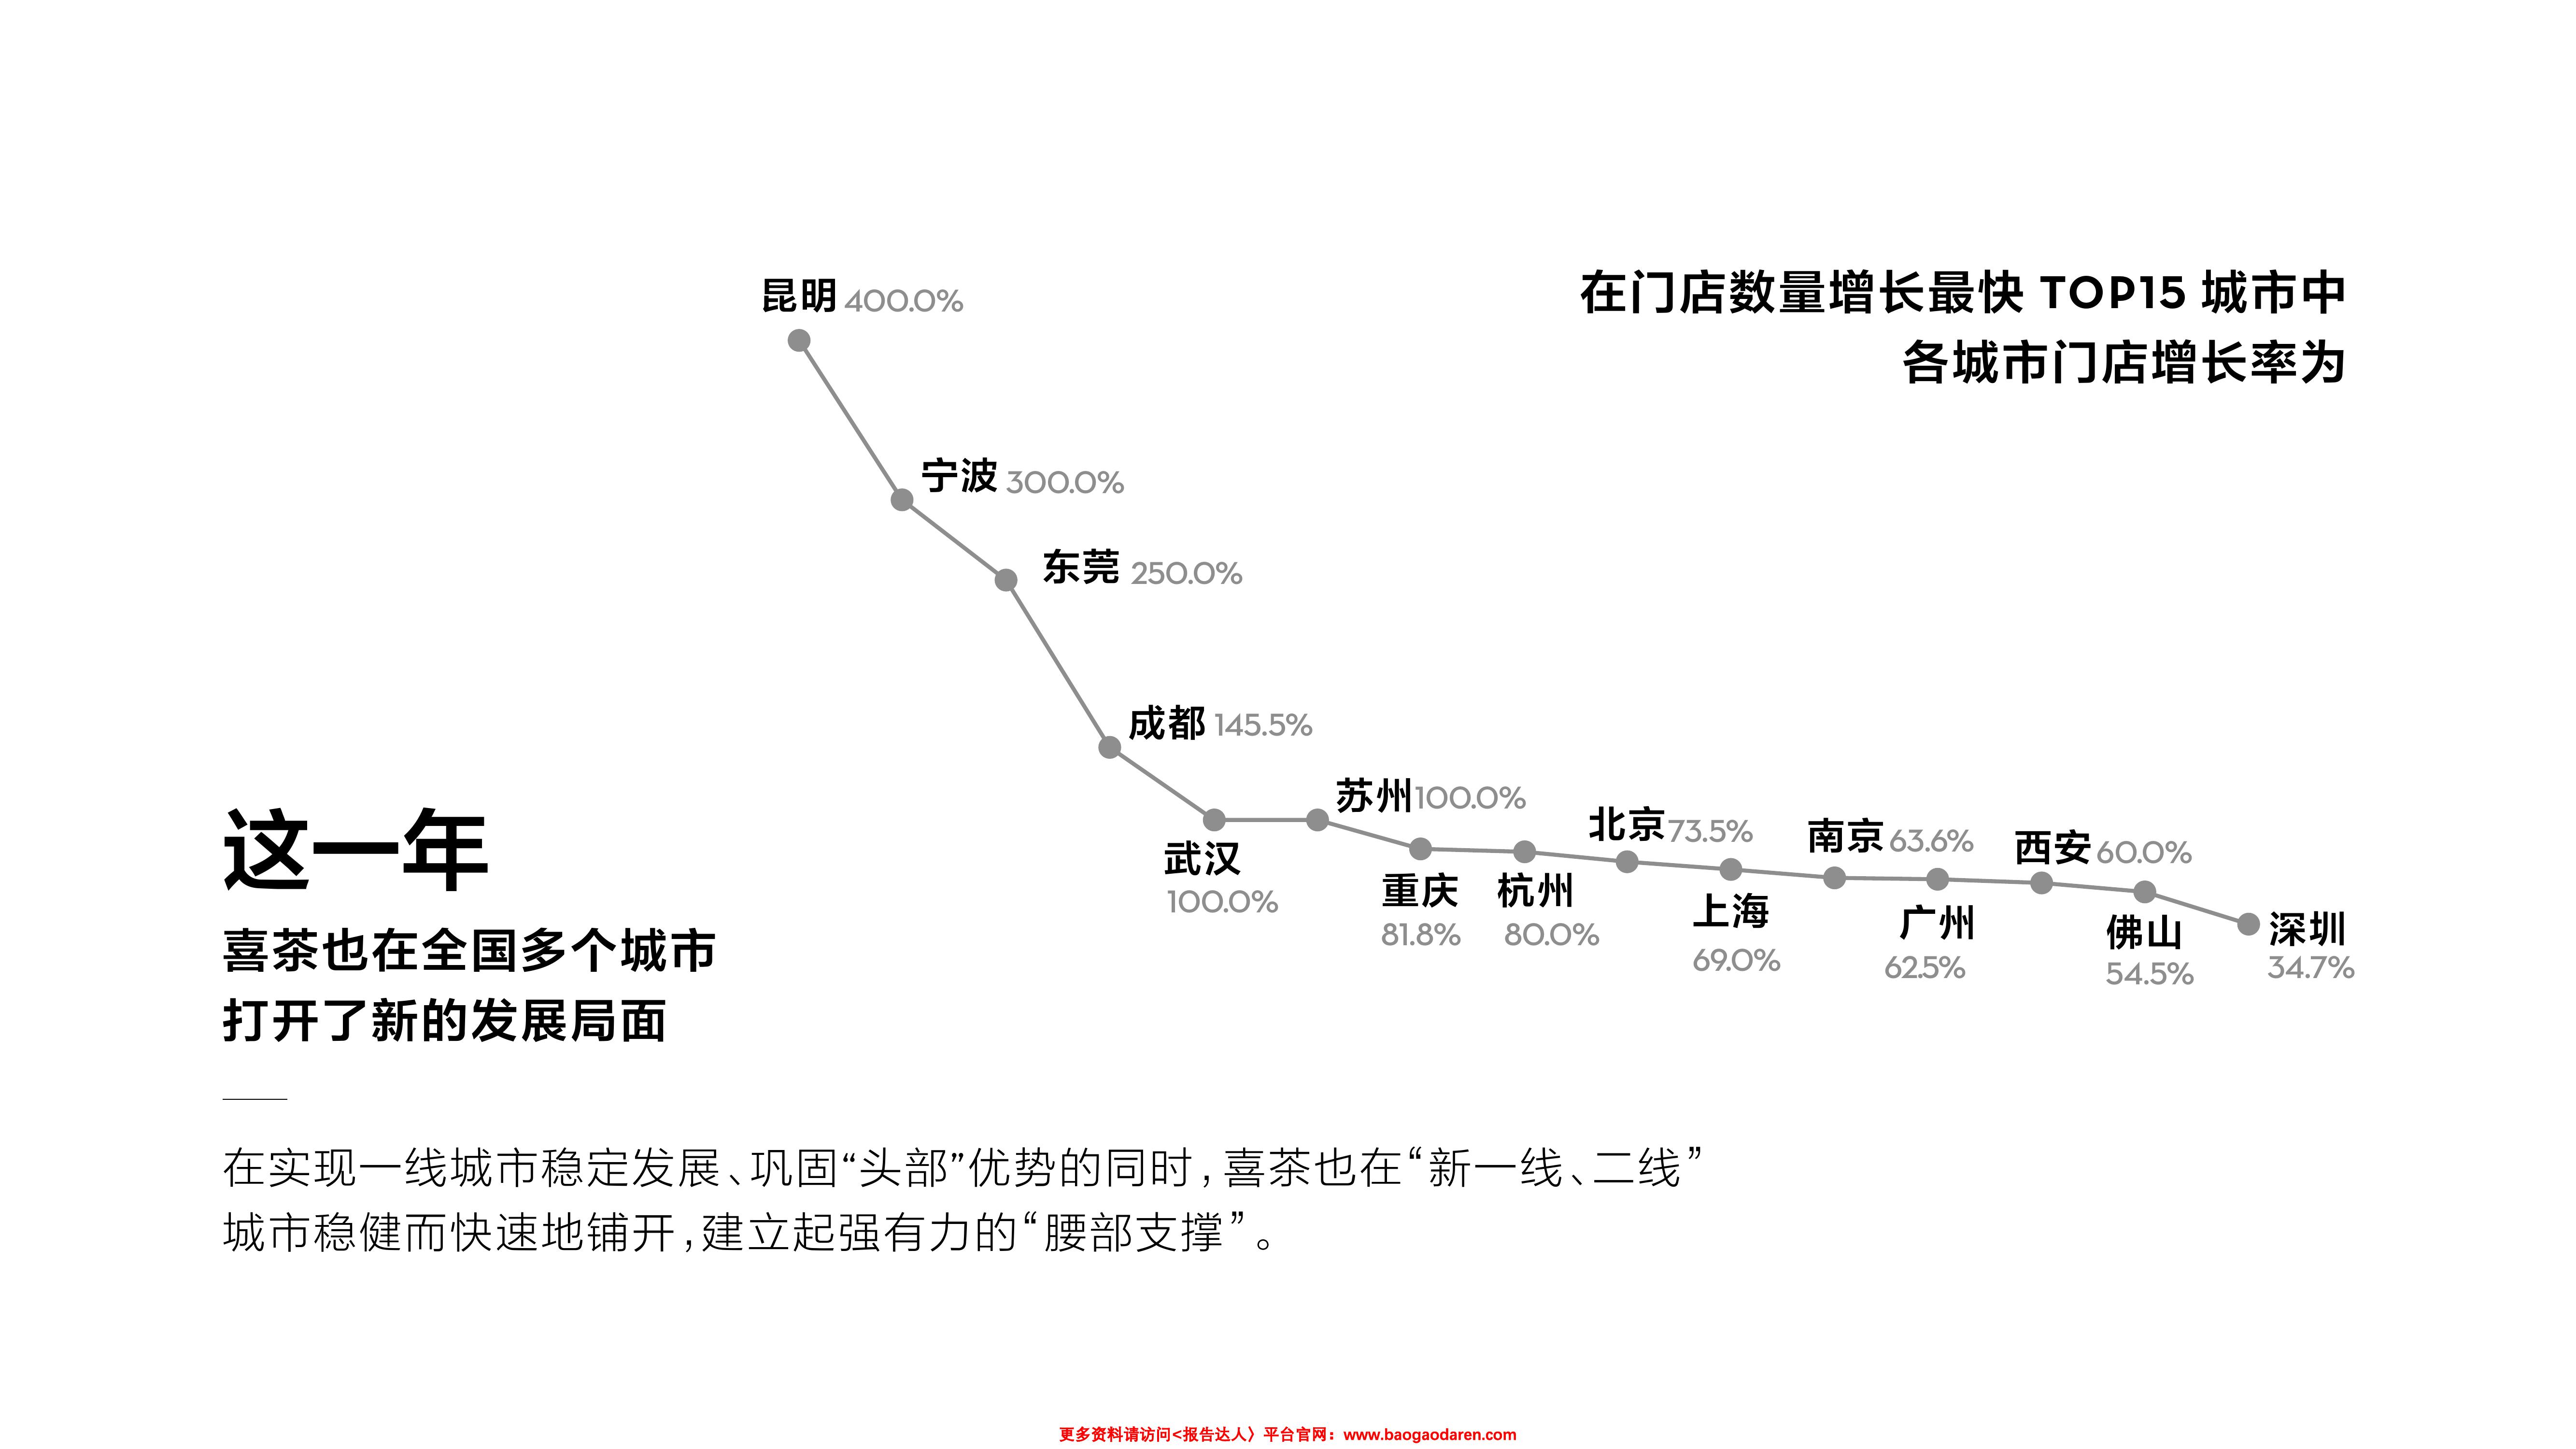 在门店数量增长最快 TOP15 城市中
各城市门店增长率为
昆明 400.0%
宁波 300.0%
东莞 250.0%
成都 145.5%
武汉
100.0%
苏州100.0%
重庆
81.8%
杭州
80.0%
北京73.5%
上海
69.0%
南京 63.6%
广州
62.5%
西安 60.0%
佛山
54.5%
深圳
34.7%
这一年
喜茶也在全国多个城市
打开了新的发展局面
在实现一线城市稳定发展、巩固“头部”优势的同时,喜茶也在“新一线、二线”
城市稳健而快速地铺开,建立起强有力的“腰部支撑”。
更多资料请访问<报告达人〉平台官网：www.baogaodaren.com